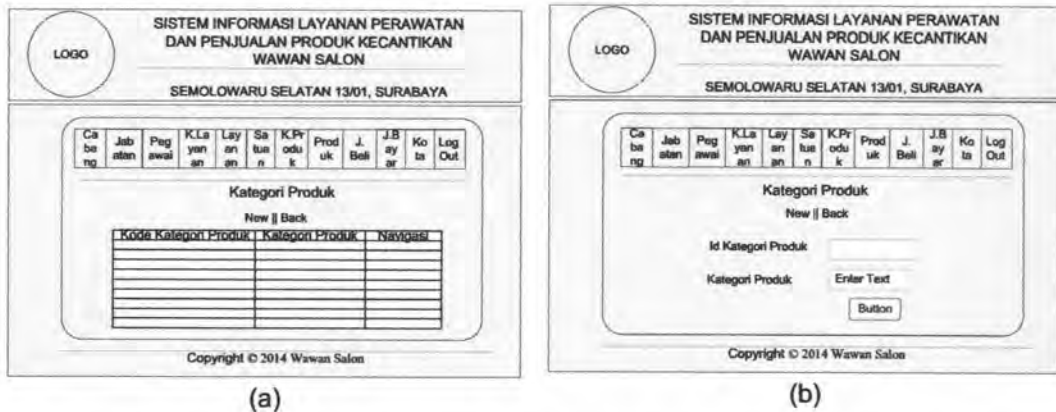 LOGO
SISTEM INFORMASI LAYANAN PERAWATAN
DAN PENJUALAN PRODUK KECANTIKAN
WAWAN SALON
SEMOLOWARU SELATAN 13/01, SURABAYA
Ca ba ng Jab atan Peg awai K.La yan an Lay an an Sa tua n K.Pr odu k Prod uk J. Beli J.B ay ar Ko ta Log Out
Kategori Produk
New || Back
Kode Kategori Produk Kategori Produk Navigasi
Copyright © 2014 Wawan Salon
(a)
LOGO
SISTEM INFORMASI LAYANAN PERAWATAN
DAN PENJUALAN PRODUK KECANTIKAN
WAWAN SALON
SEMOLOWARU SELATAN 13/01, SURABAYA
Ca ba ng Jab atan Peg awai K.La yan an Lay an an Sa tua n K.Pr odu k Prod uk J. Beli J.B ay ar Ko ta Log Out
Kategori Produk
New || Back
Id Kategori Produk
Kategori Produk Enter Text
Button
Copyright © 2014 Wawan Salon
(b)